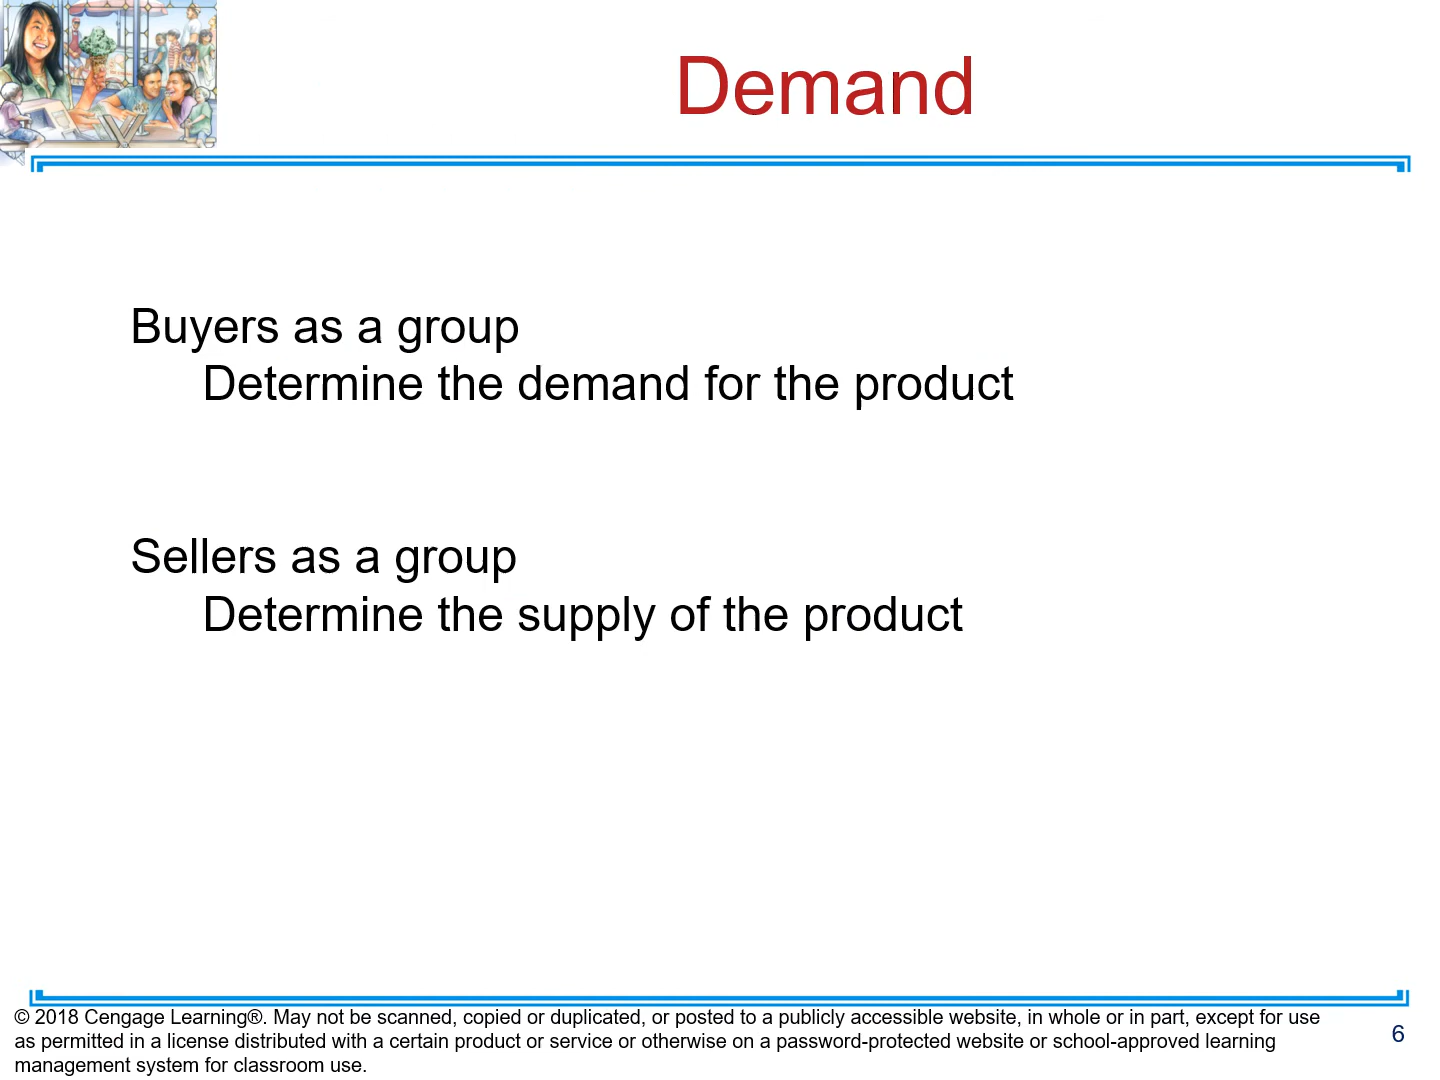 Demand
Buyers as a group
Determine the demand for the product
Sellers as a group
Determine the supply of the product
© 2018 Cengage Learning®. May not be scanned, copied or duplicated, or posted to a publicly accessible website, in whole or in part, except for use
as permitted in a license distributed with a certain product or service or otherwise on a password-protected website or school-approved learning
management system for classroom use.
6